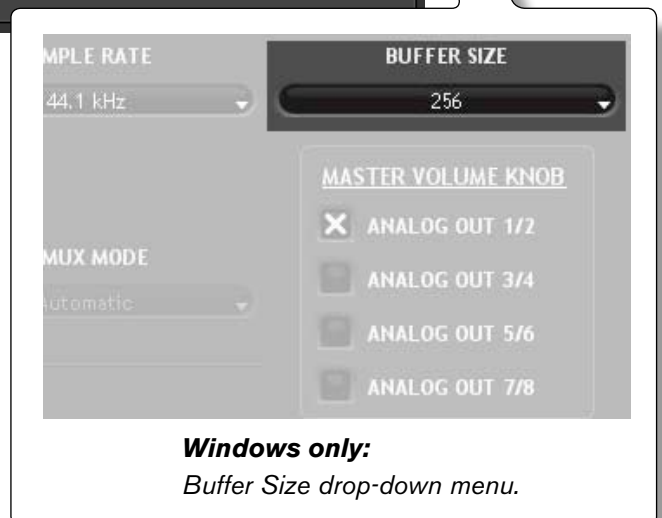 MPLE RATE
BUFFER SIZE
44.1 kHz
256
MASTER VOLUME KNOB
ANALOG OUT 1/2
MUX MODE
ANALOG OUT 3/4
Automatic
ANALOG OUT 5/6
ANALOG OUT 7/8
Windows only:
Buffer Size drop-down menu.